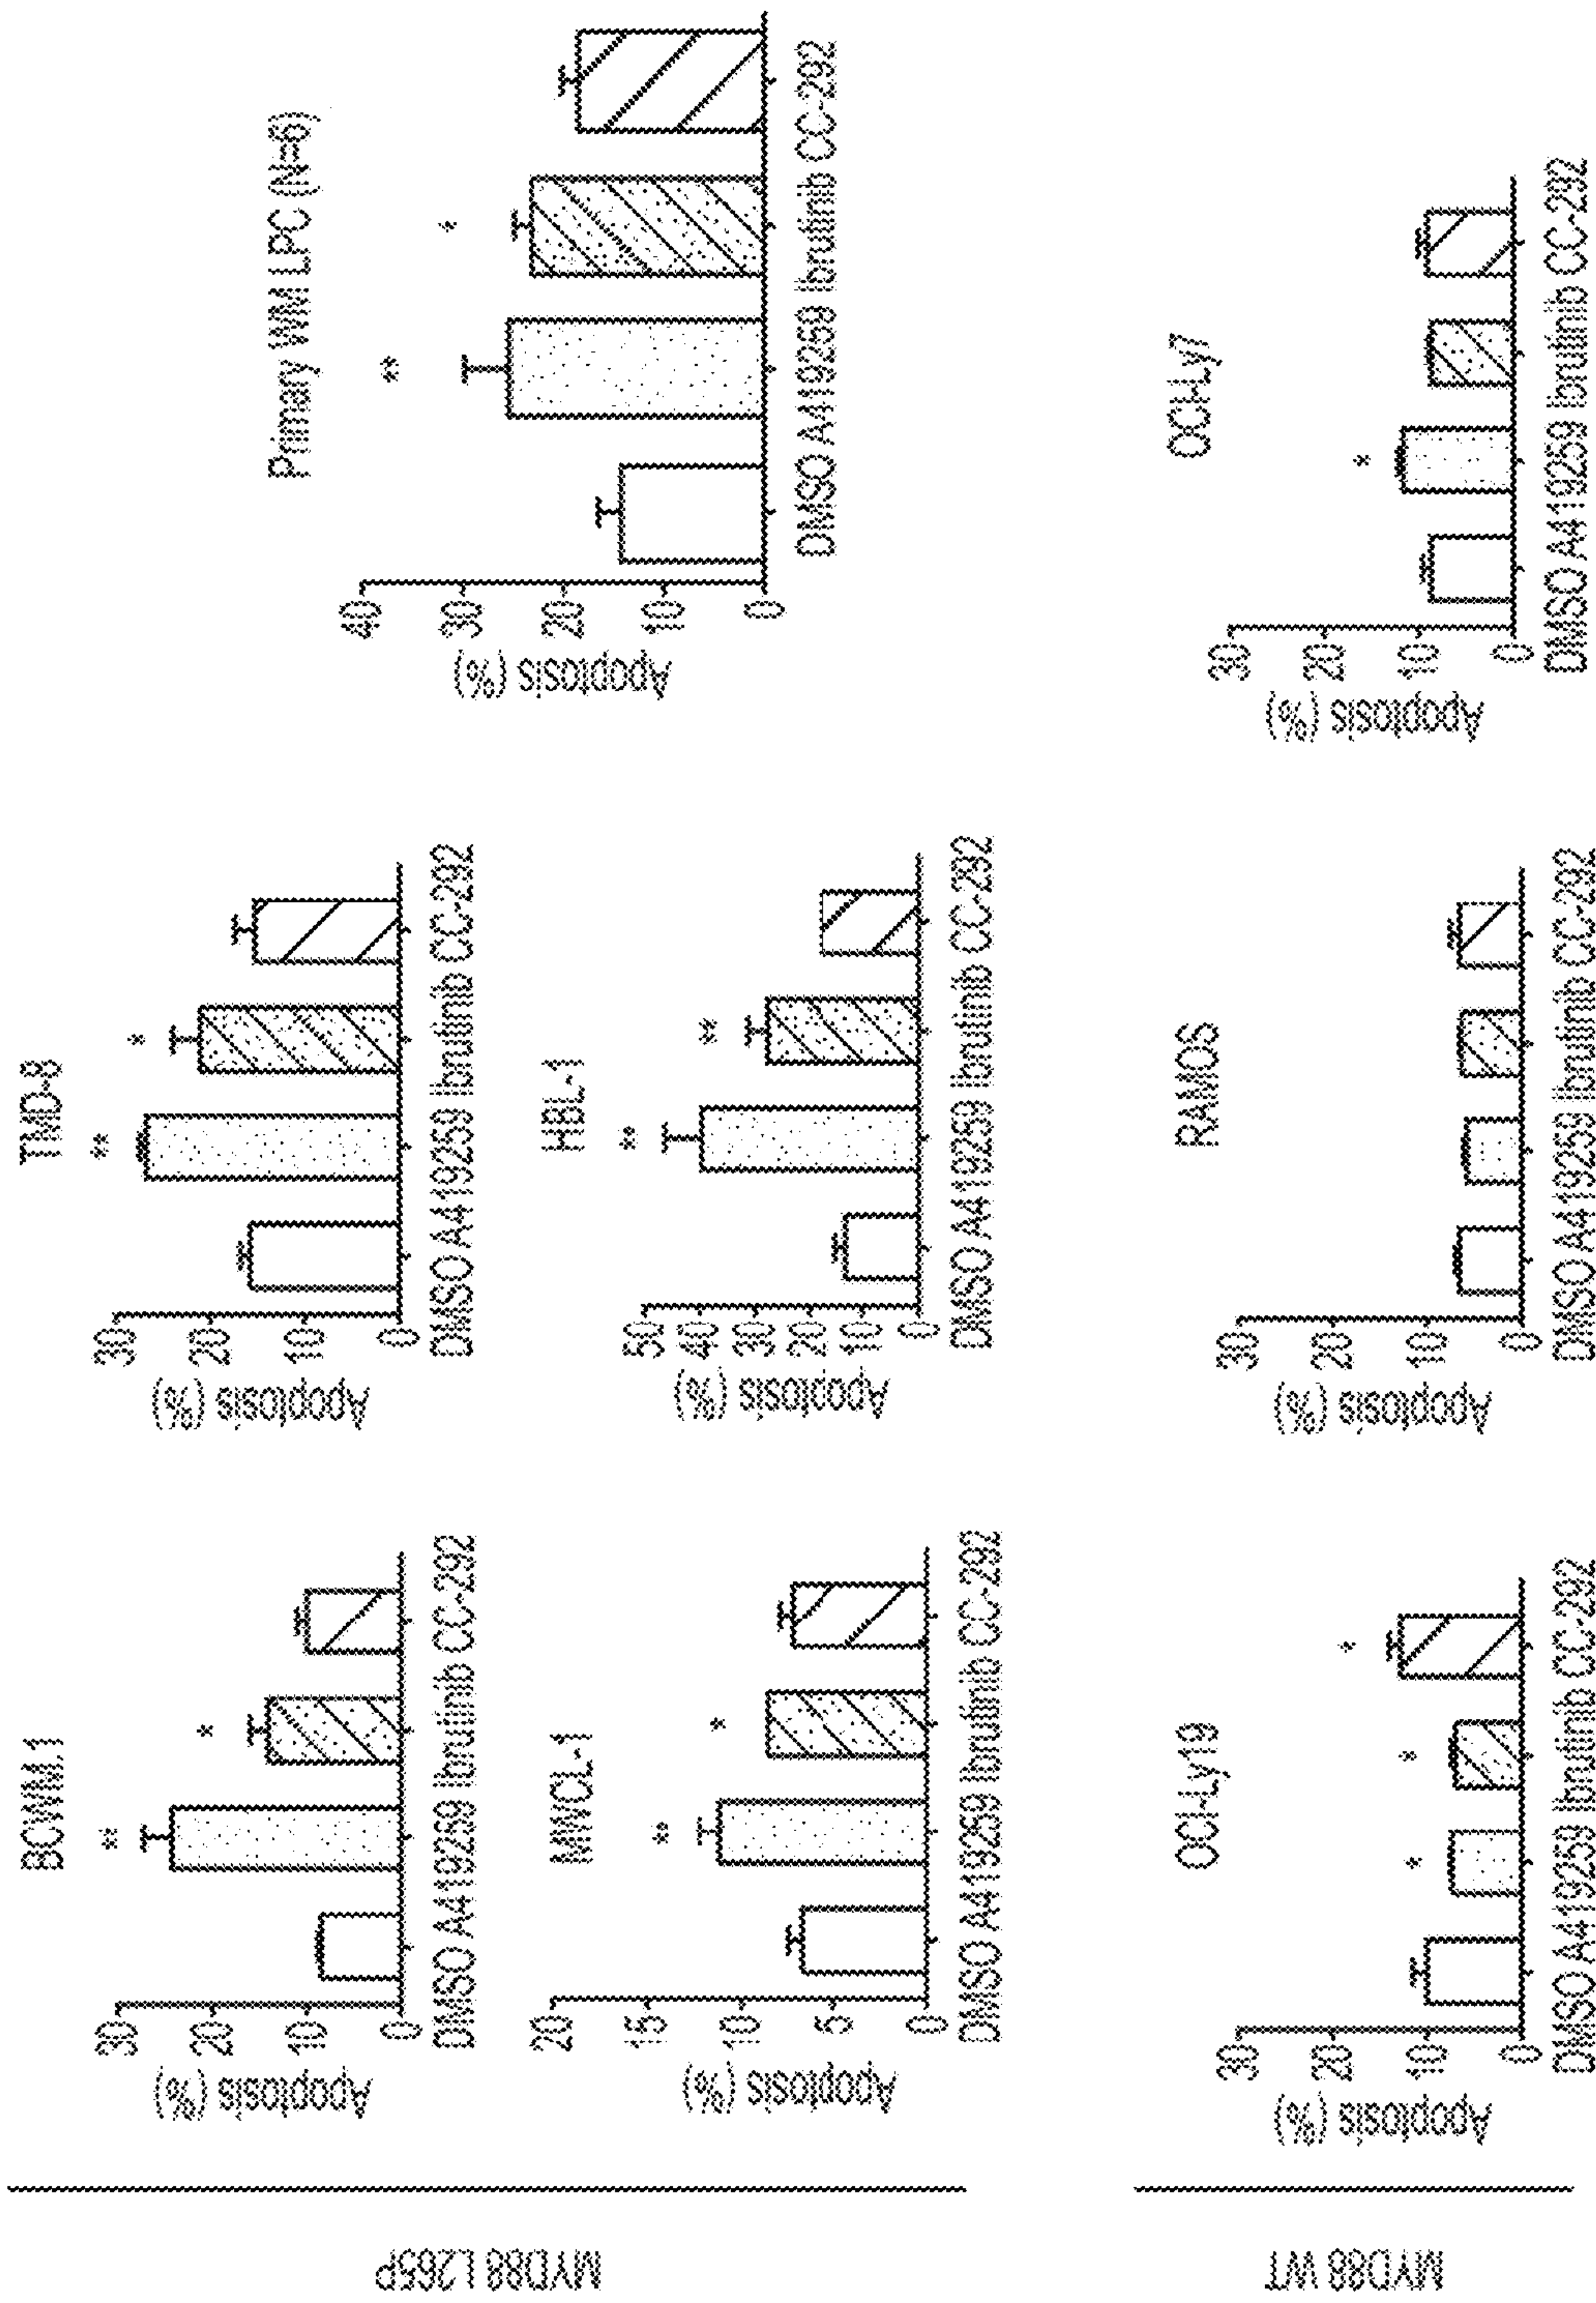 MYD88 L265P
BCWM.1
**
*
Apoptosis (%)
30
20
10
0
DMSO A419259 Ibrutinib CC-292
TMD-8
**
*
Apoptosis (%)
30
20
10
0
DMSO A419259 Ibrutinib CC-292
MWCL-1
**
*
Apoptosis (%)
20
15
10
5
0
DMSO A419259 Ibrutinib CC-292
HBL-1
**
**
Apoptosis (%)
50
40
30
20
10
0
DMSO A419259 Ibrutinib CC-292
Primary WM LPC (N=6)
**
*
Apoptosis (%)
40
30
20
10
0
DMSO A419259 Ibrutinib CC-292
MYD88 WT
OCI-Ly19
*
*
*
Apoptosis (%)
30
20
10
0
DMSO A419259 Ibrutinib CC-292
RAMOS
Apoptosis (%)
30
20
10
0
DMSO A419259 Ibrutinib CC-292
OCI-Ly7
*
Apoptosis (%)
30
20
10
0
DMSO A419259 Ibrutinib CC-292